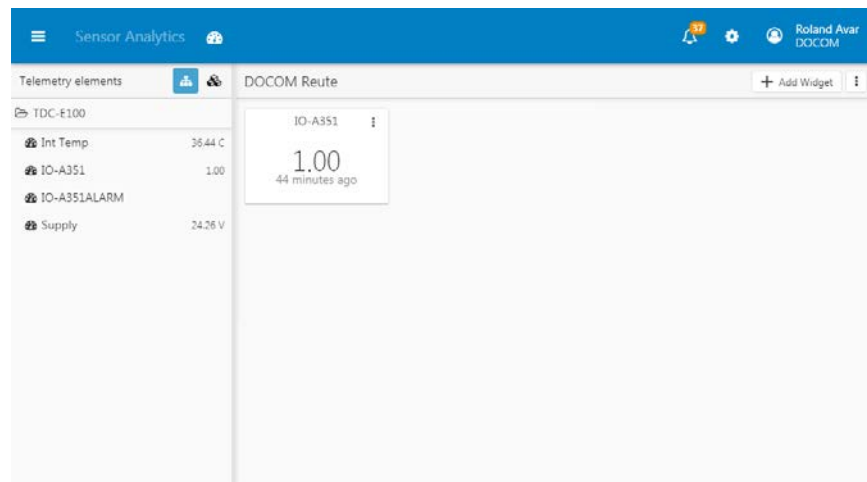 Sensor Analytics
37
Roland Avar
DOCOM
Telemetry elements
DOCOM Reute
+ Add Widget
TDC-E100
Int Temp 36.44 C
IO-A351 1.00
IO-A351ALARM
Supply 24.26 V
IO-A351
1.00
44 minutes ago